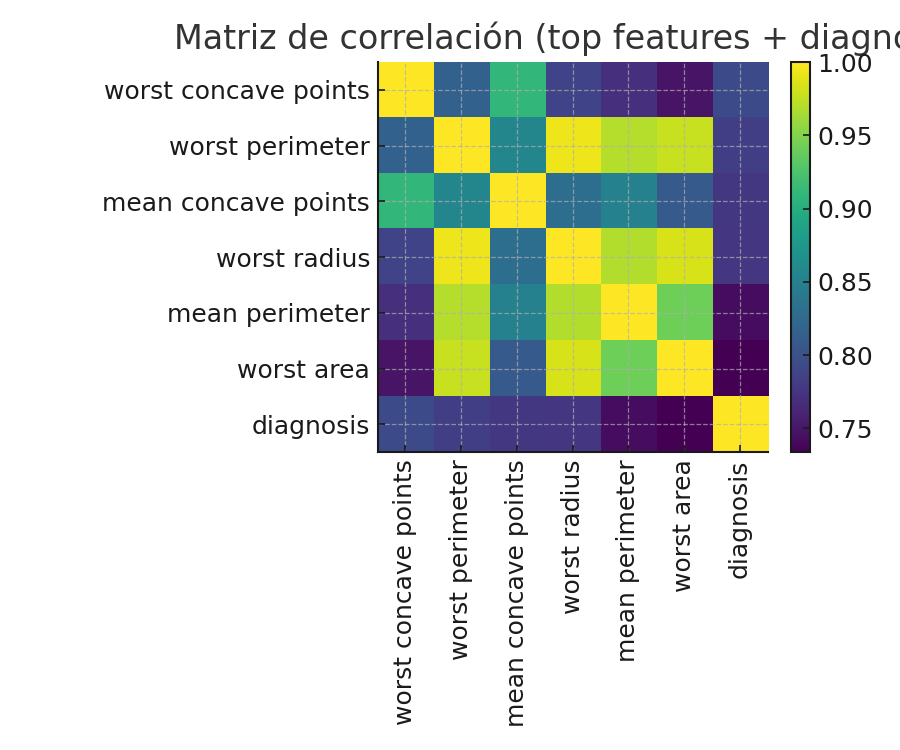 Matriz de correlación (top features + diagno
worst concave points
worst perimeter
mean concave points
worst radius
mean perimeter
worst area
diagnosis
1.00
0.95
0.90
0.85
0.80
0.75
worst concave points
worst perimeter
mean concave points
worst radius
mean perimeter
worst area
diagnosis